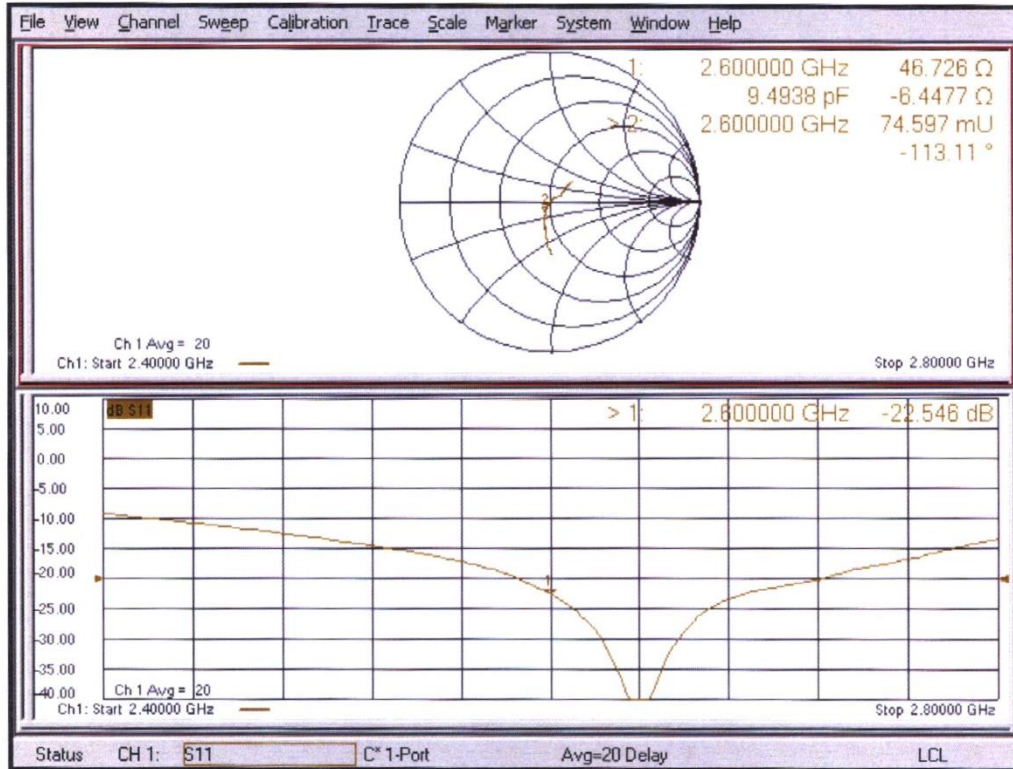 File View Channel Sweep Calibration Trace Scale Marker System Window Help
1: 2.600000 GHz 46.726 Ω
9.4938 pF -6.4477 Ω
> 2: 2.600000 GHz 74.597 mU
-113.11 °
2
Ch 1 Avg = 20
Ch1: Start 2.40000 GHz Stop 2.80000 GHz
10.00 dB S11 > 1: 2.600000 GHz -22.546 dB
5.00
0.00
-5.00
-10.00
-15.00
-20.00
1
-25.00
-30.00
-35.00
-40.00
Ch 1 Avg = 20
Ch1: Start 2.40000 GHz Stop 2.80000 GHz
Status CH 1: S11 C* 1-Port Avg=20 Delay LCL